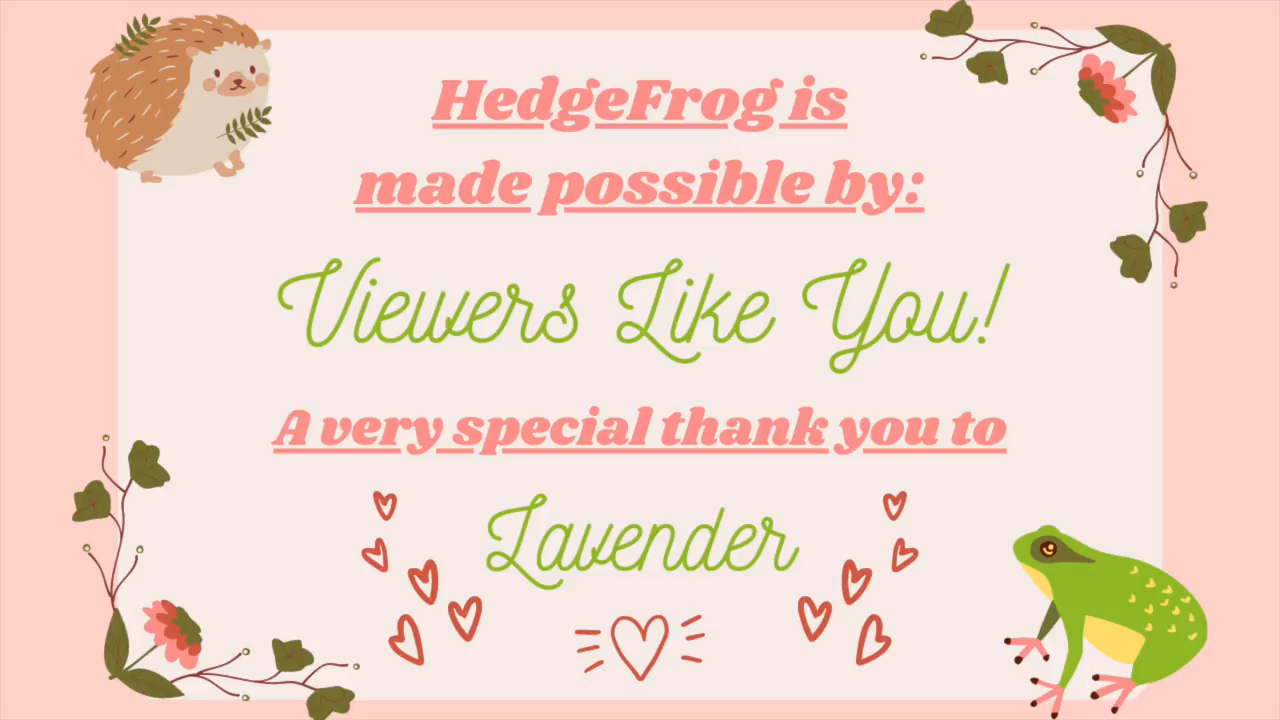 HedgeFrog is
made possible by:
Viewers Like You!
A very special thank you to
Lavender